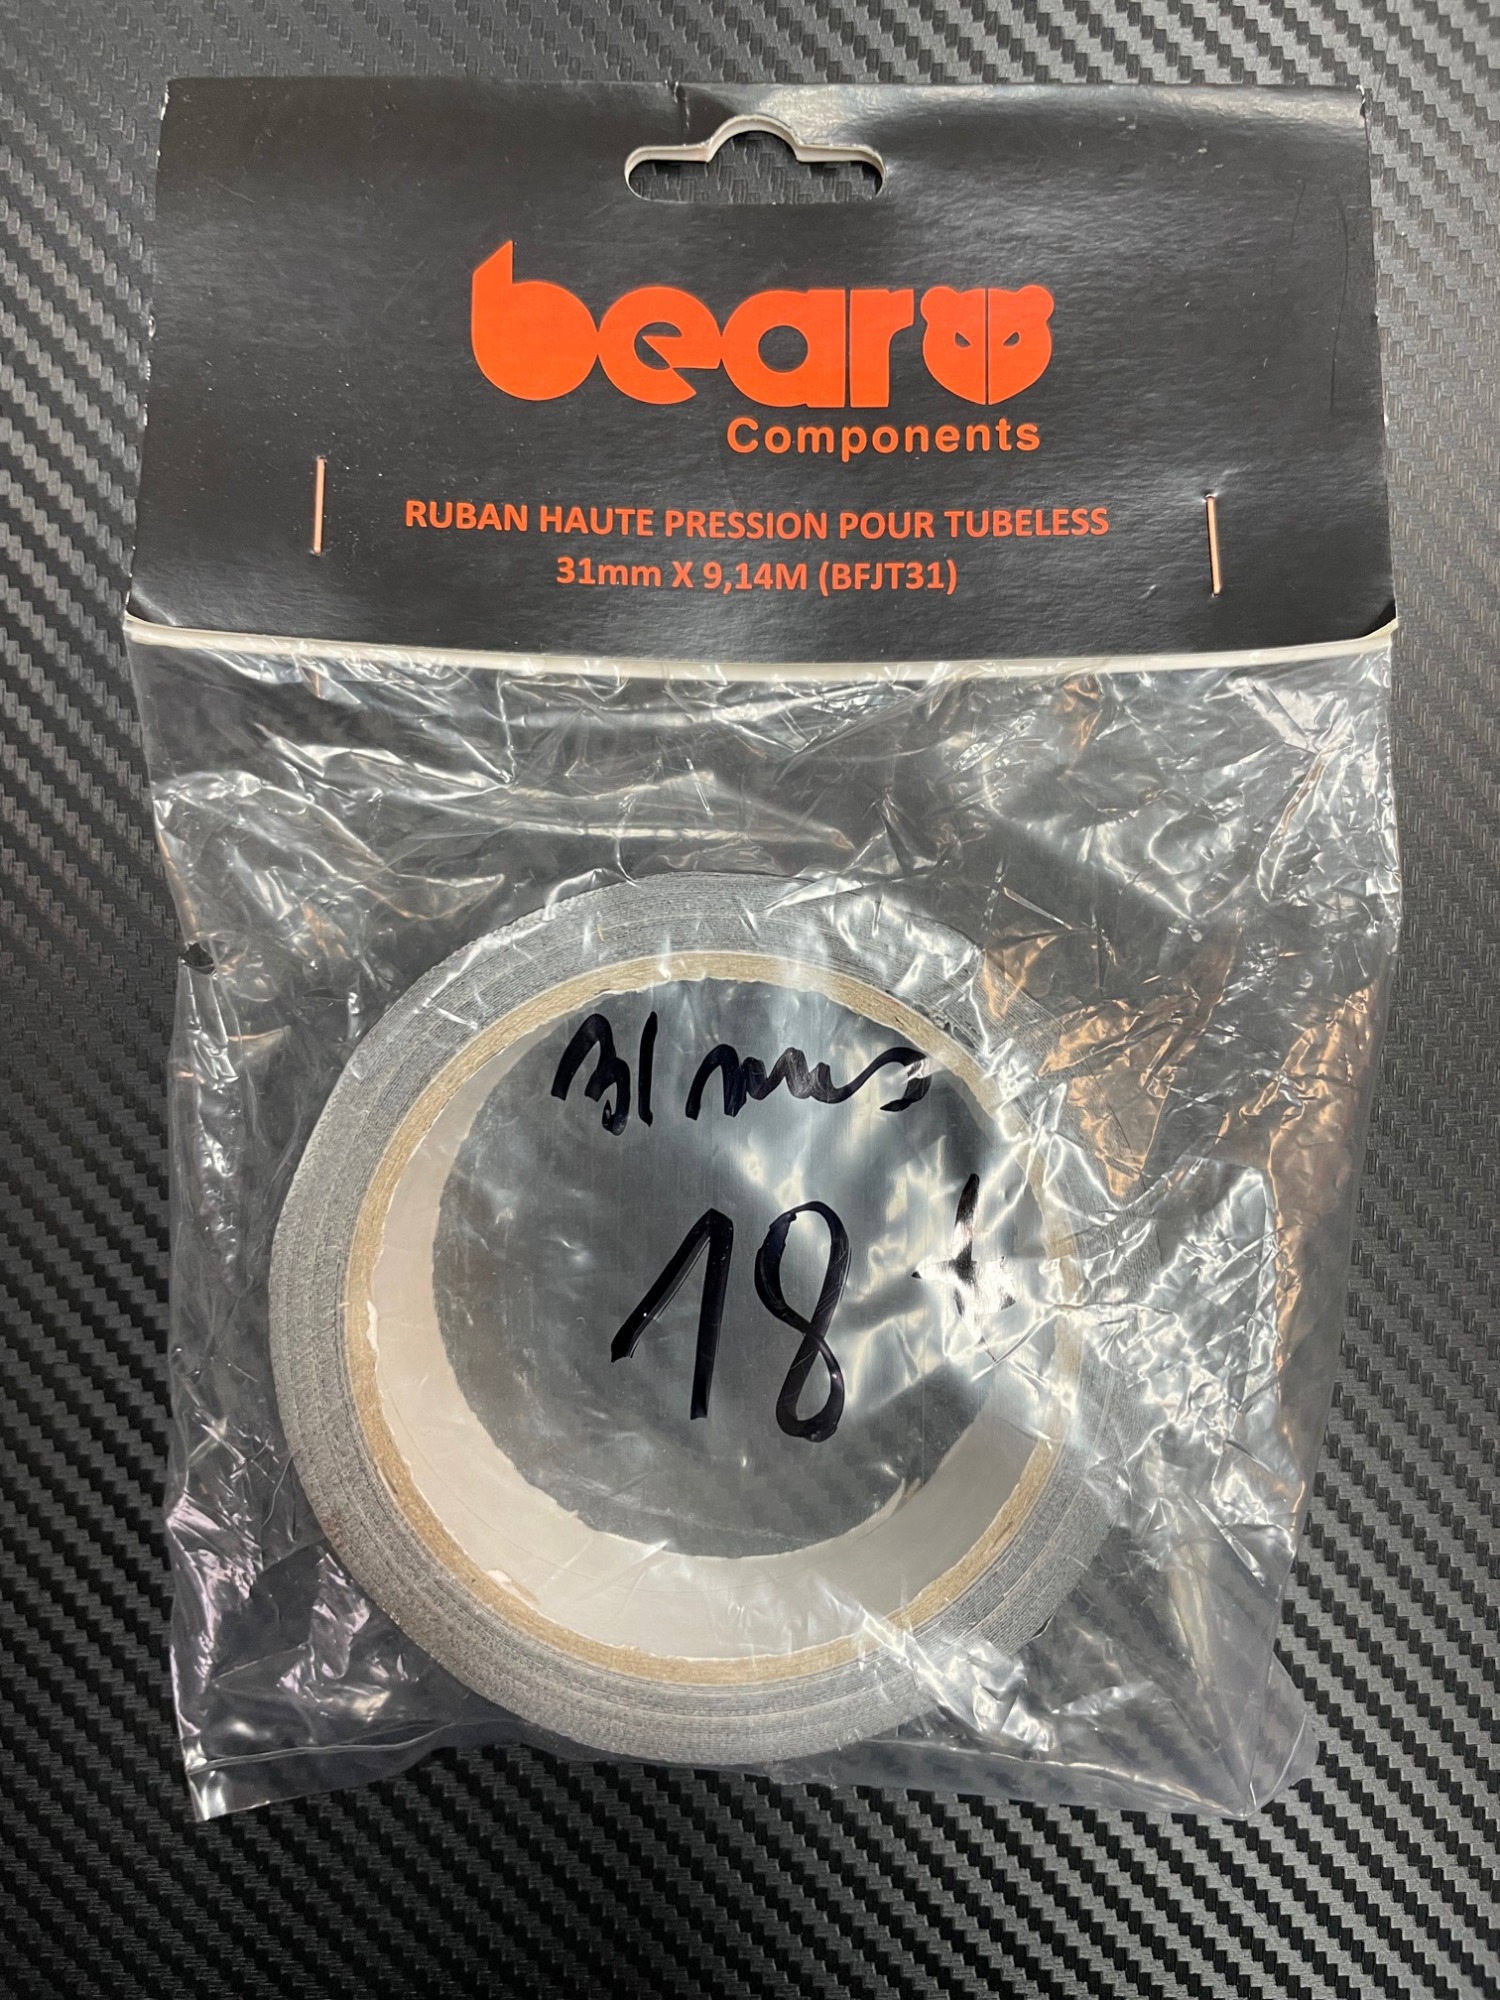 bear
Components
RUBAN HAUTE PRESSION POUR TUBELESS
31mm X 9,14M (BFJT31)
31 mm
18